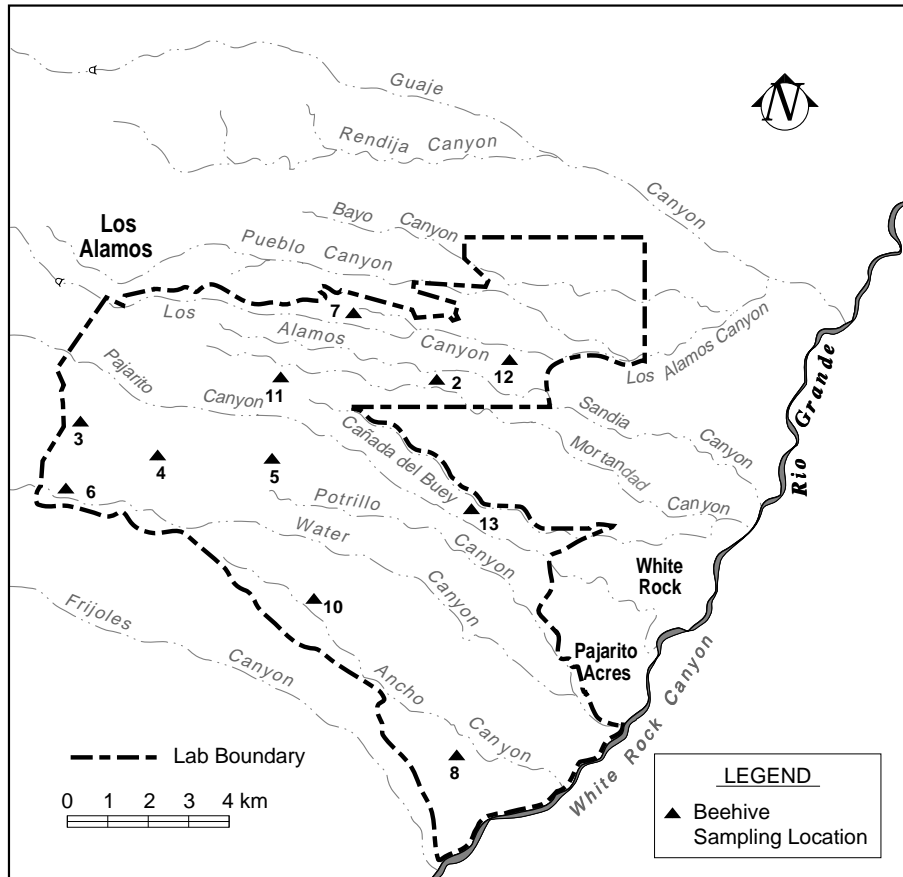 Guaje
Canyon
N
Rendija Canyon
Bayo Canyon
Los
Alamos
Pueblo Canyon
7
Los
Alamos
Canyon
Los Alamos Canyon
12
2
11
Pajarito
Canyon
Sandia
Canyon
Rio Grande
3
Mortandad
Canyon
Cañada del Buey
4
5
6
Potrillo
Canyon
13
Water
Canyon
White
Rock
10
Frijoles
Canyon
Pajarito
Acres
Ancho
Canyon
White Rock Canyon
8
Lab Boundary
0 1 2 3 4 km
LEGEND
Beehive
Sampling Location